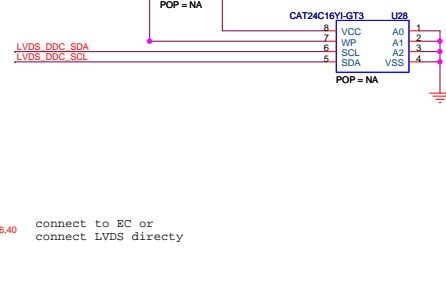 POP = NA
CAT24C16YI-GT3 U28
8 VCC A0 1
7 WP A1 2
LVDS_DDC_SDA 6 SCL A2 3
LVDS_DDC_SCL 5 SDA VSS 4
POP = NA
6,40 connect to EC or
connect LVDS directy